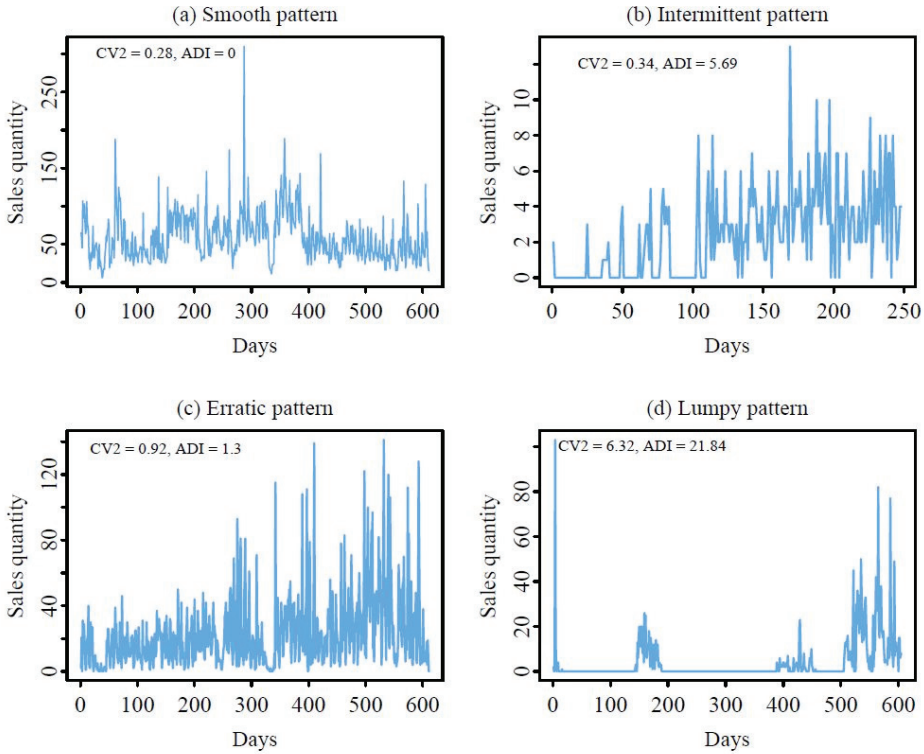 (a) Smooth pattern
CV2 = 0.28, ADI = 0
Sales quantity
0 50 150 250
0 100 200 300 400 500 600
Days
(b) Intermittent pattern
CV2 = 0.34, ADI = 5.69
Sales quantity
0 2 4 6 8 10
0 50 100 150 200 250
Days
(c) Erratic pattern
CV2 = 0.92, ADI = 1.3
Sales quantity
0 40 80 120
0 100 200 300 400 500 600
Days
(d) Lumpy pattern
CV2 = 6.32, ADI = 21.84
Sales quantity
0 20 40 60 80
0 100 200 300 400 500 600
Days